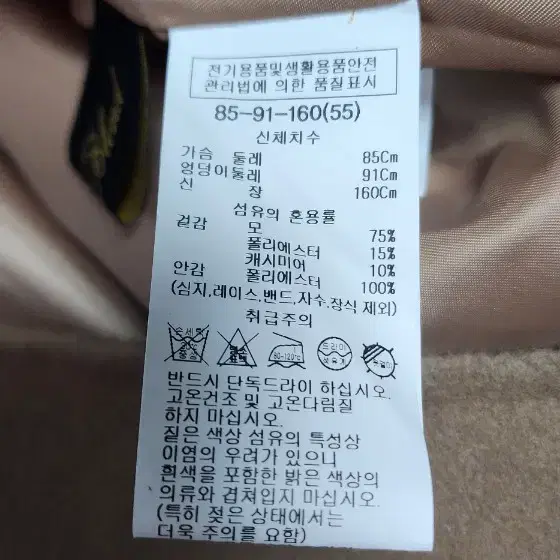 전기용품및생활용품안전
관리법에 의한 품질표시
85-91-160(55)
신체치수
가슴 둘레 85Cm
엉덩이둘레 91Cm
신 장 160Cm
섬유의 혼용률
겉감 모 75%
폴리에스터 15%
캐시미어 10%
안감 폴리에스터 100%
(심지,레이스,밴드,자수,장식 제외)
취급주의
80-120℃
드라이
반드시 단독드라이 하십시오.
고온건조 및 고온다림질
하지 마십시오.
짙은 색상 섬유의 특성상
이염의 우려가 있으니
흰색을 포함한 밝은 색상의
의류와 겹쳐입지 마십시오.
(특히 젖은 상태에서는
더욱 주의를 요함)